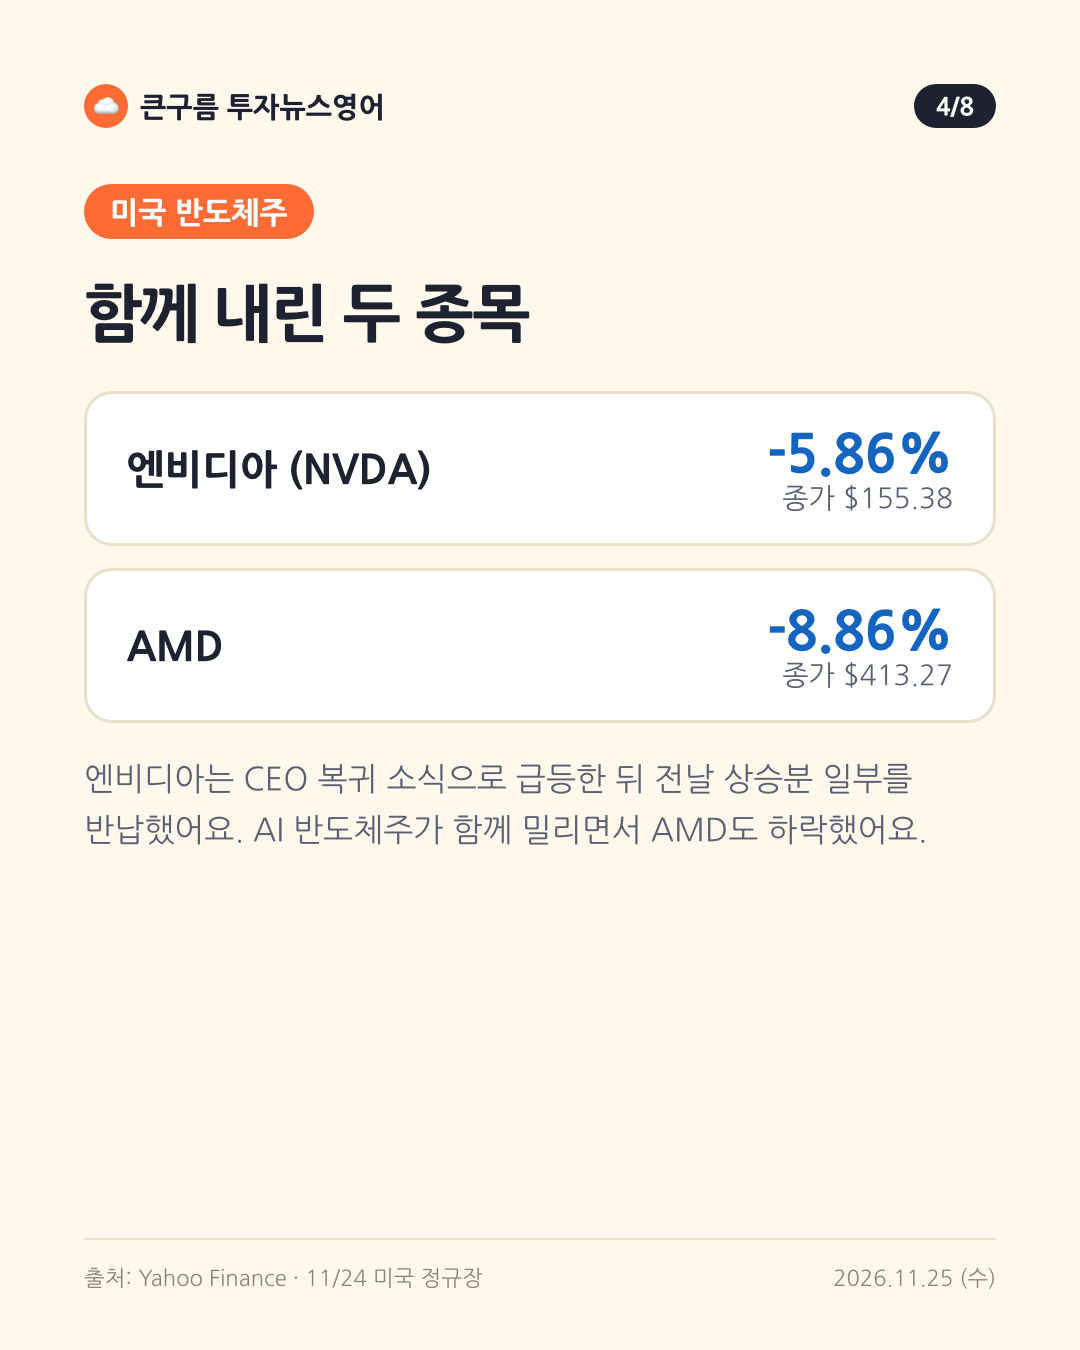 큰구름 투자뉴스영어
4/8
미국 반도체주
함께 내린 두 종목
엔비디아 (NVDA)
-5.86%
종가 $155.38
AMD
-8.86%
종가 $413.27
엔비디아는 CEO 복귀 소식으로 급등한 뒤 전날 상승분 일부를
반납했어요. AI 반도체주가 함께 밀리면서 AMD도 하락했어요.
출처: Yahoo Finance · 11/24 미국 정규장
2026.11.25 (수)